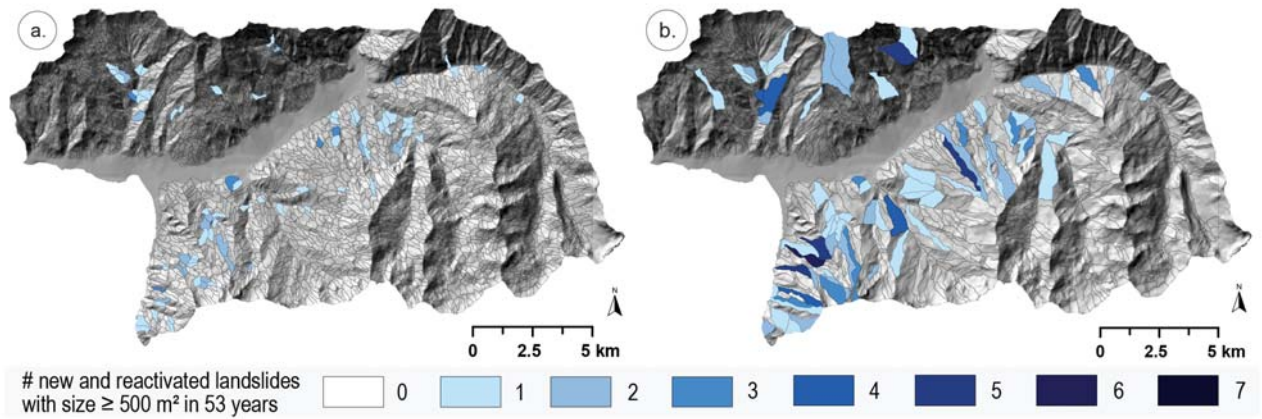 a.
b.
N
N
0 2.5 5 km
0 2.5 5 km
# new and reactivated landslides
with size ≥ 500 m² in 53 years
0 1 2 3 4 5 6 7